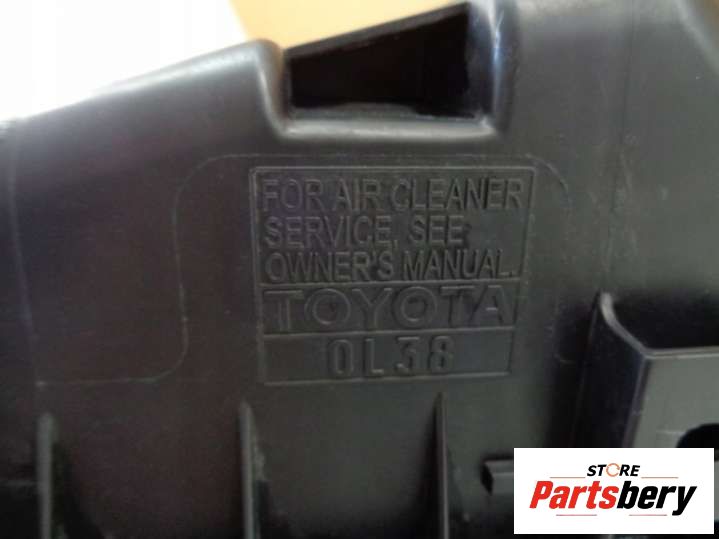 FOR AIR CLEANER
SERVICE, SEE
OWNER'S MANUAL.
TOYOTA
0L38
STORE
Partsbery